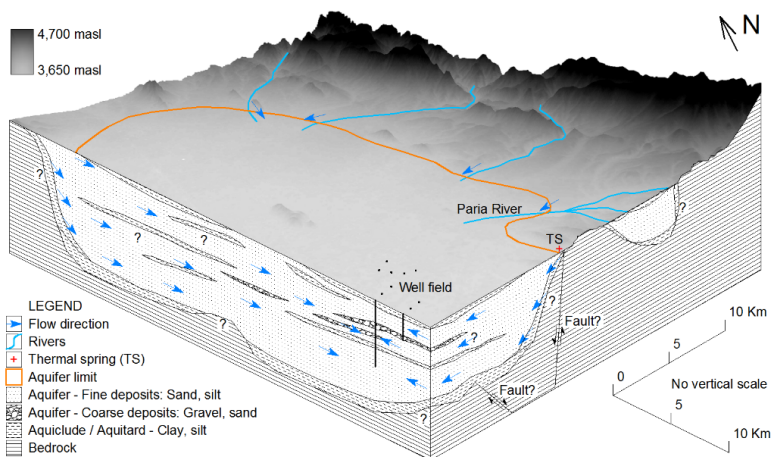 4,700 masl
3,650 masl
N
Paria River
TS
Well field
?
?
?
?
?
?
?
?
?
?
Fault?
Fault?
10 Km
5
0
No vertical scale
5
10 Km
LEGEND
Flow direction
Rivers
Thermal spring (TS)
Aquifer limit
Aquifer - Fine deposits: Sand, silt
Aquifer - Coarse deposits: Gravel, sand
Aquiclude / Aquitard - Clay, silt
Bedrock